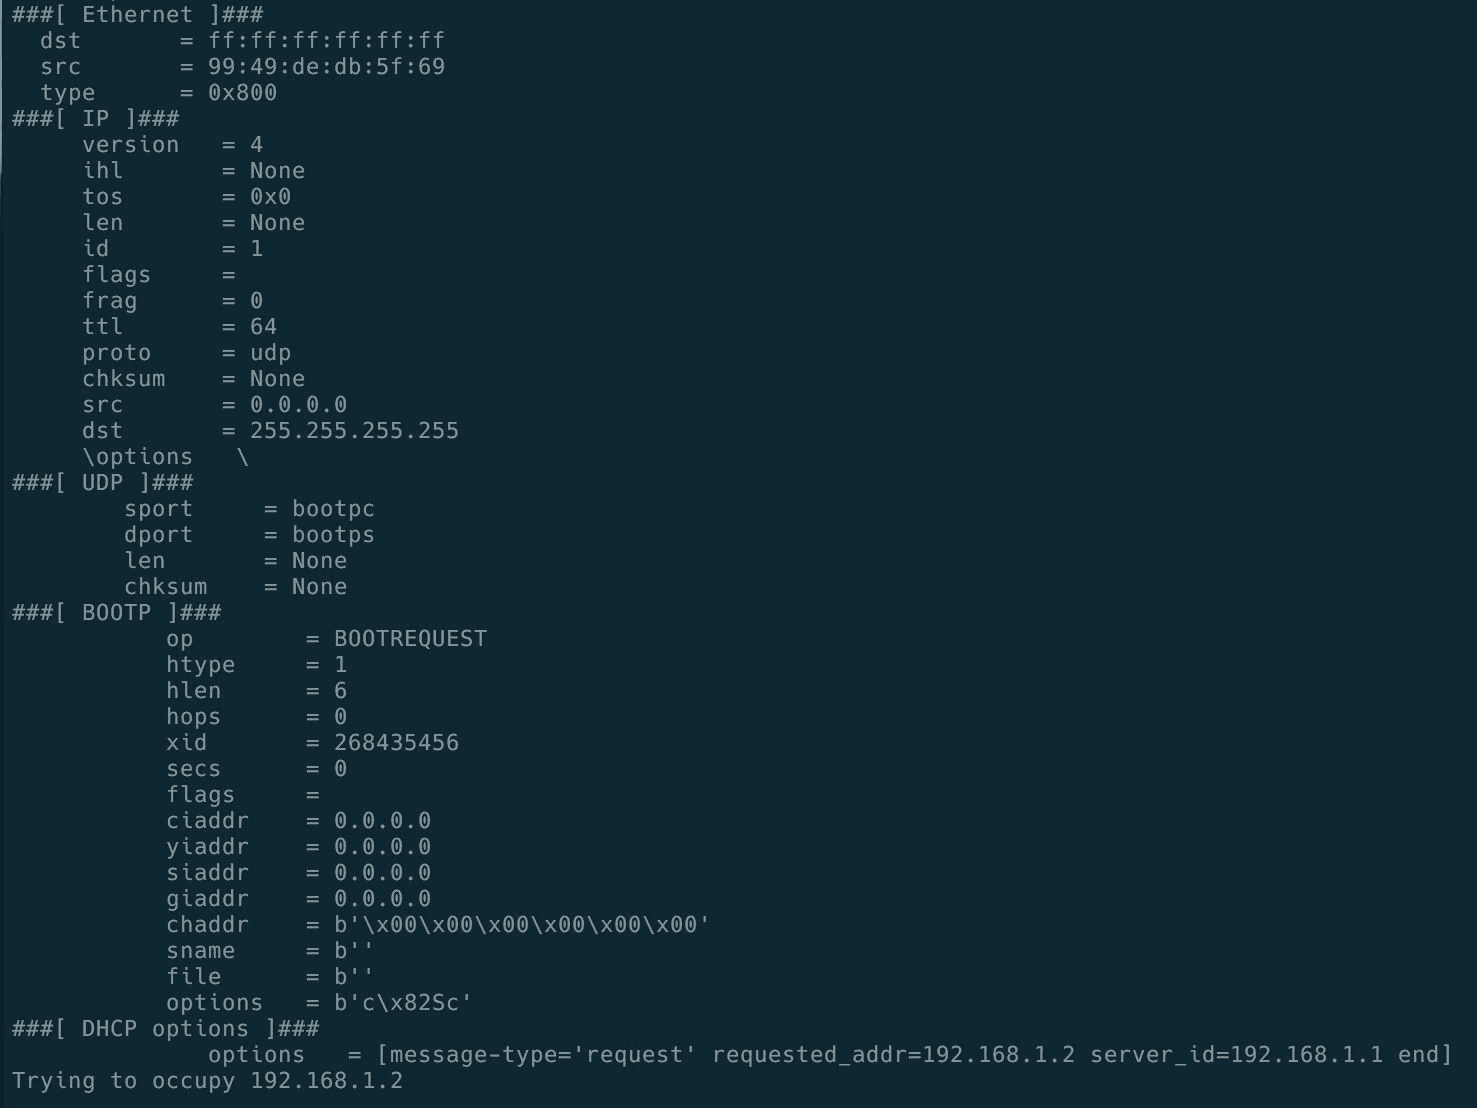 ###[ Ethernet ]###
  dst       = ff:ff:ff:ff:ff:ff
  src       = 99:49:de:db:5f:69
  type      = 0x800
###[ IP ]###
     version   = 4
     ihl       = None
     tos       = 0x0
     len       = None
     id        = 1
     flags     =
     frag      = 0
     ttl       = 64
     proto     = udp
     chksum    = None
     src       = 0.0.0.0
     dst       = 255.255.255.255
     \options   \
###[ UDP ]###
        sport     = bootpc
        dport     = bootps
        len       = None
        chksum    = None
###[ BOOTP ]###
           op        = BOOTREQUEST
           htype     = 1
           hlen      = 6
           hops      = 0
           xid       = 268435456
           secs      = 0
           flags     =
           ciaddr    = 0.0.0.0
           yiaddr    = 0.0.0.0
           siaddr    = 0.0.0.0
           giaddr    = 0.0.0.0
           chaddr    = b'\x00\x00\x00\x00\x00\x00'
           sname     = b''
           file      = b''
           options   = b'c\x82Sc'
###[ DHCP options ]###
              options   = [message-type='request' requested_addr=192.168.1.2 server_id=192.168.1.1 end]
Trying to occupy 192.168.1.2